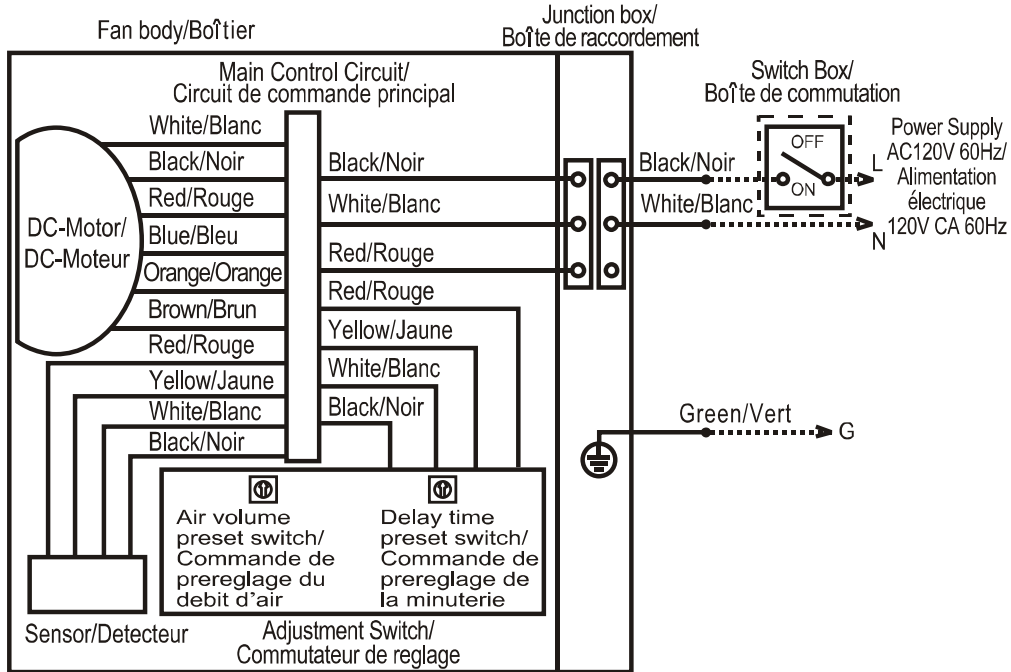 Fan body/Boîtier
Junction box/
Boîte de raccordement
Main Control Circuit/
Circuit de commande principal
Switch Box/
Boîte de commutation
White/Blanc
Black/Noir
Red/Rouge
Blue/Bleu
Orange/Orange
Brown/Brun
Red/Rouge
Yellow/Jaune
White/Blanc
Black/Noir
DC-Motor/
DC-Moteur
Black/Noir
White/Blanc
Red/Rouge
Red/Rouge
Yellow/Jaune
White/Blanc
Black/Noir
Black/Noir
White/Blanc
OFF
ON
L
N
Power Supply
AC120V 60Hz/
Alimentation
électrique
120V CA 60Hz
Green/Vert
G
Air volume
preset switch/
Commande de
prereglage du
debit d'air
Delay time
preset switch/
Commande de
prereglage de
la minuterie
Sensor/Detecteur
Adjustment Switch/
Commutateur de reglage